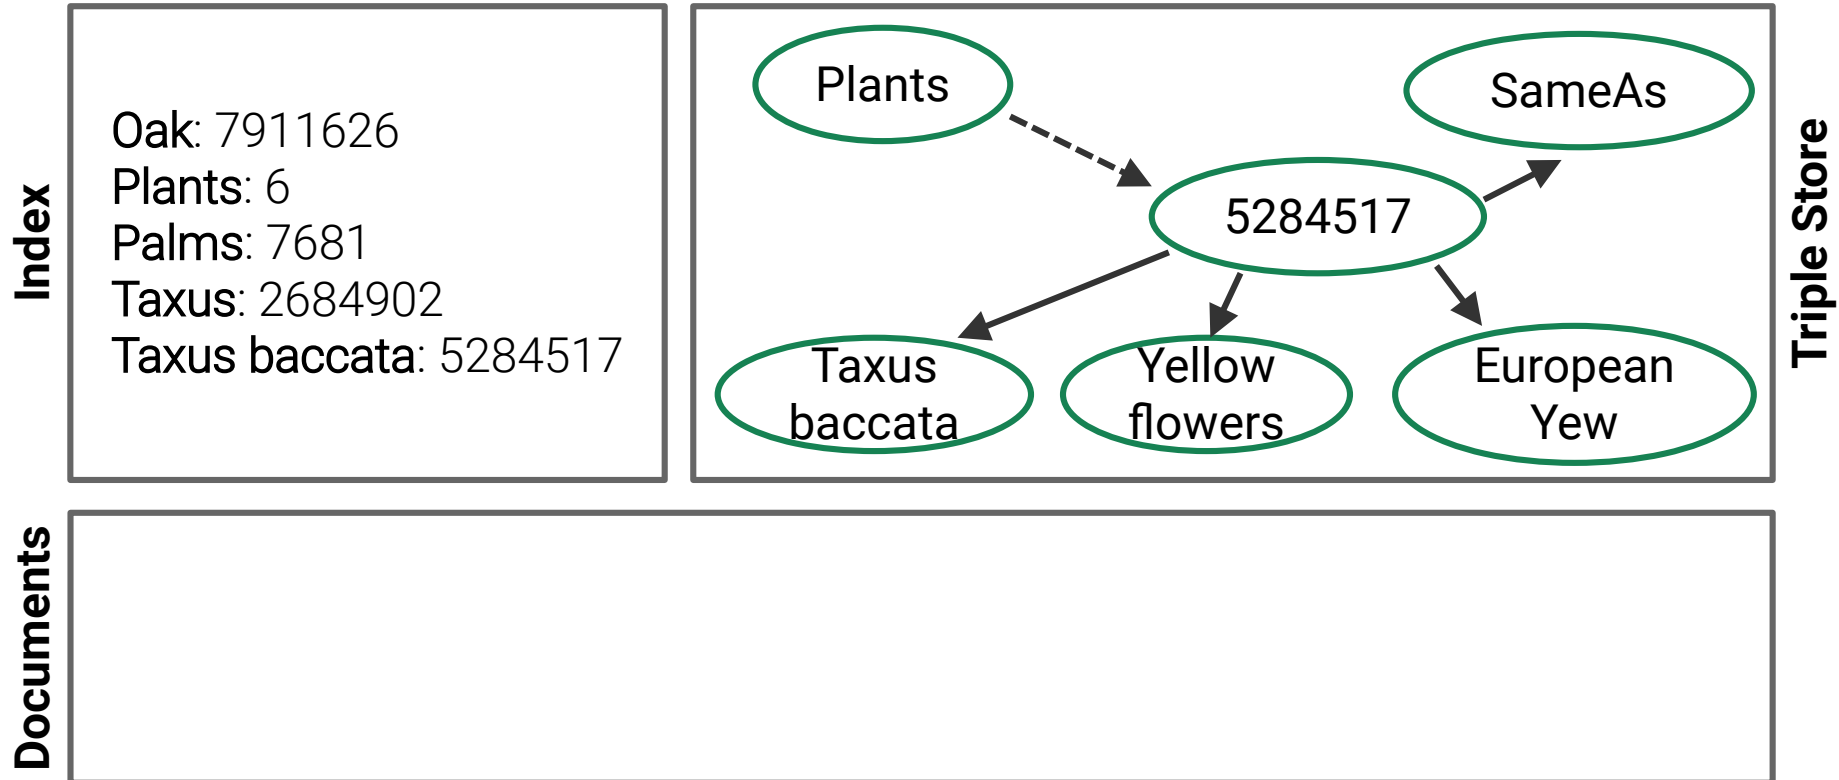 Index
Oak: 7911626
Plants: 6
Palms: 7681
Taxus: 2684902
Taxus baccata: 5284517
Plants
SameAs
5284517
Taxus
baccata
Yellow
flowers
European
Yew
Triple Store
Documents